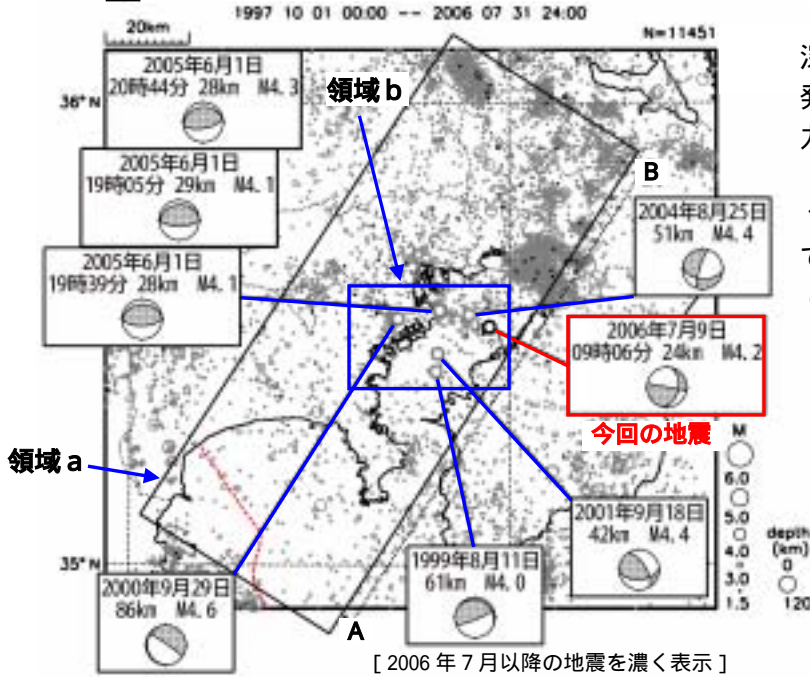 1997 10 01 00:00 -- 2006 07 31 24:00
20km
N=11451
36°N
2005年6月1日
20時44分 28km M4.3
領域b
2005年6月1日
19時05分 29km M4.1
2005年6月1日
19時39分 28km M4.1
B
2004年8月25日
51km M4.4
2006年7月9日
09時06分 24km M4.2
今回の地震
領域a
35°N
2000年9月29日
86km M4.6
A
1999年8月11日
61km M4.0
2001年9月18日
42km M4.4
M
6.0
5.0
4.0
3.0
1.5
depth
(km)
0
120
[ 2006 年 7 月以降の地震を濃く表示 ]